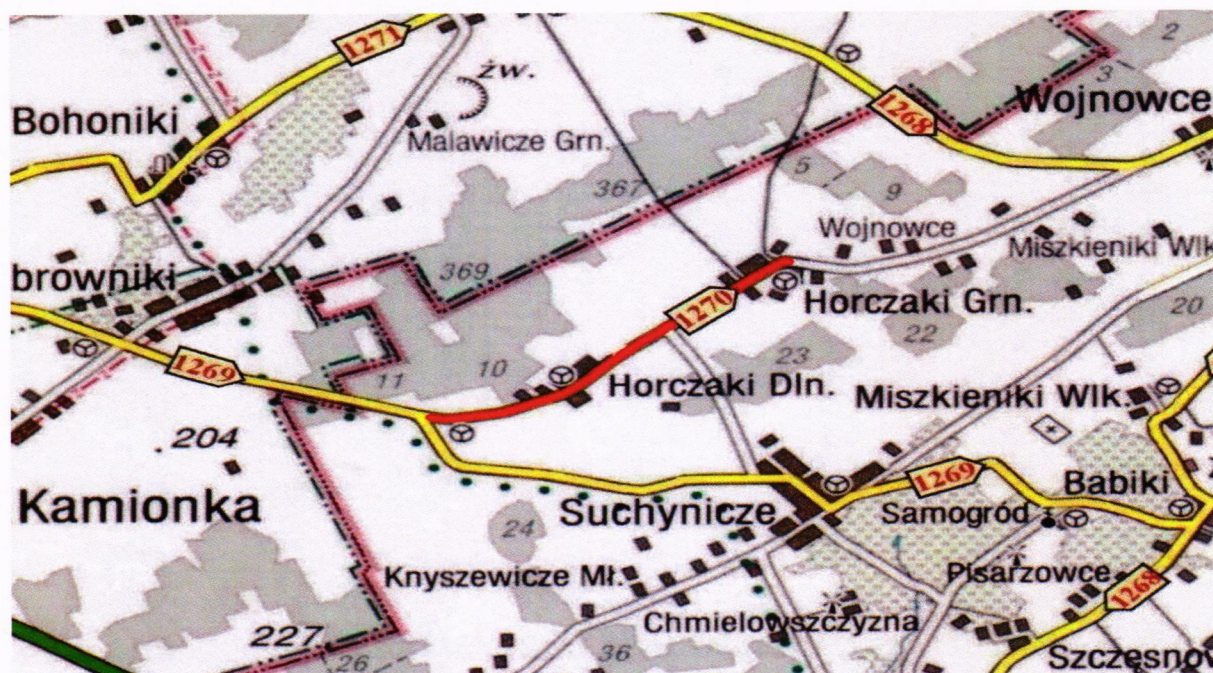 1271
żw.
2
3
Bohoniki
Malawicze Grn.
1268
Wojnowce
367
5
9
browniki
369
Wojnowce
Miszkieniki Wlk
1270
Horczaki Grn.
20
22
1269
11
10
23
Horczaki Dln.
Miszkieniki Wlk.
.204
Kamionka
24
Suchynicze
1269
Babiki
Samogród
Knyszewicze Mł.
Pisarzowce
1268
227
Chmielowszczyzna
26
36
Szczęsnow